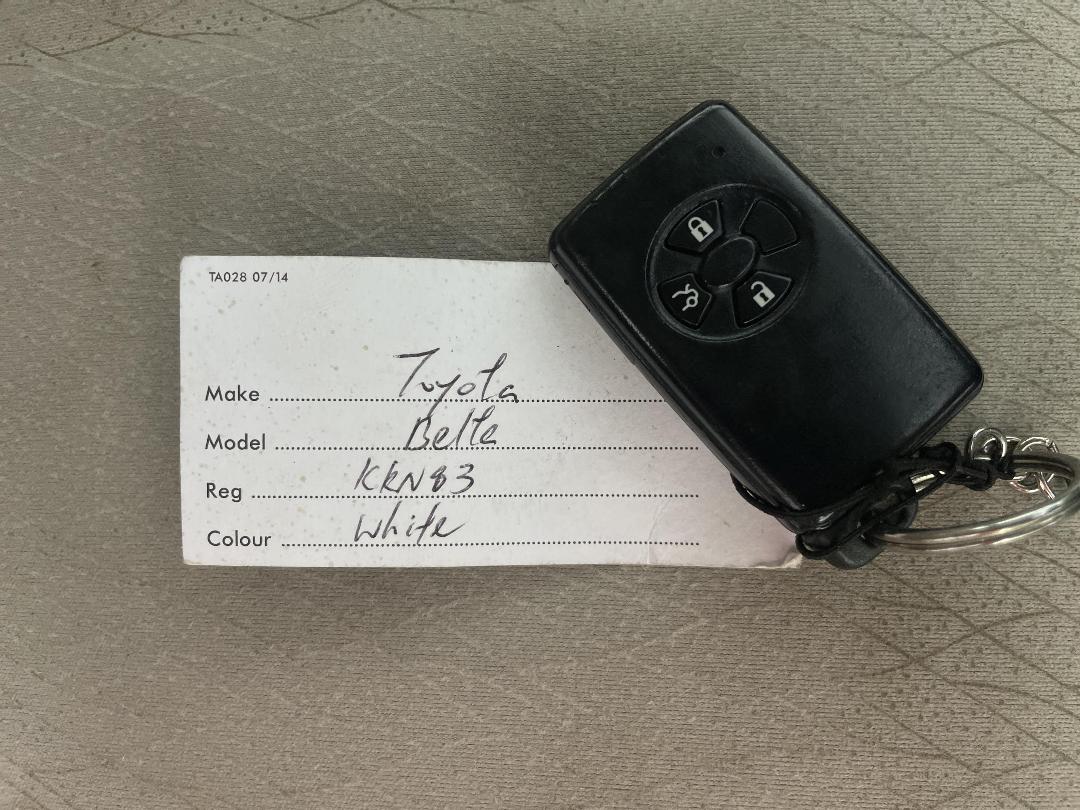 TA028 07/14
Make Toyota
Model Belta
Reg KKN83
Colour White